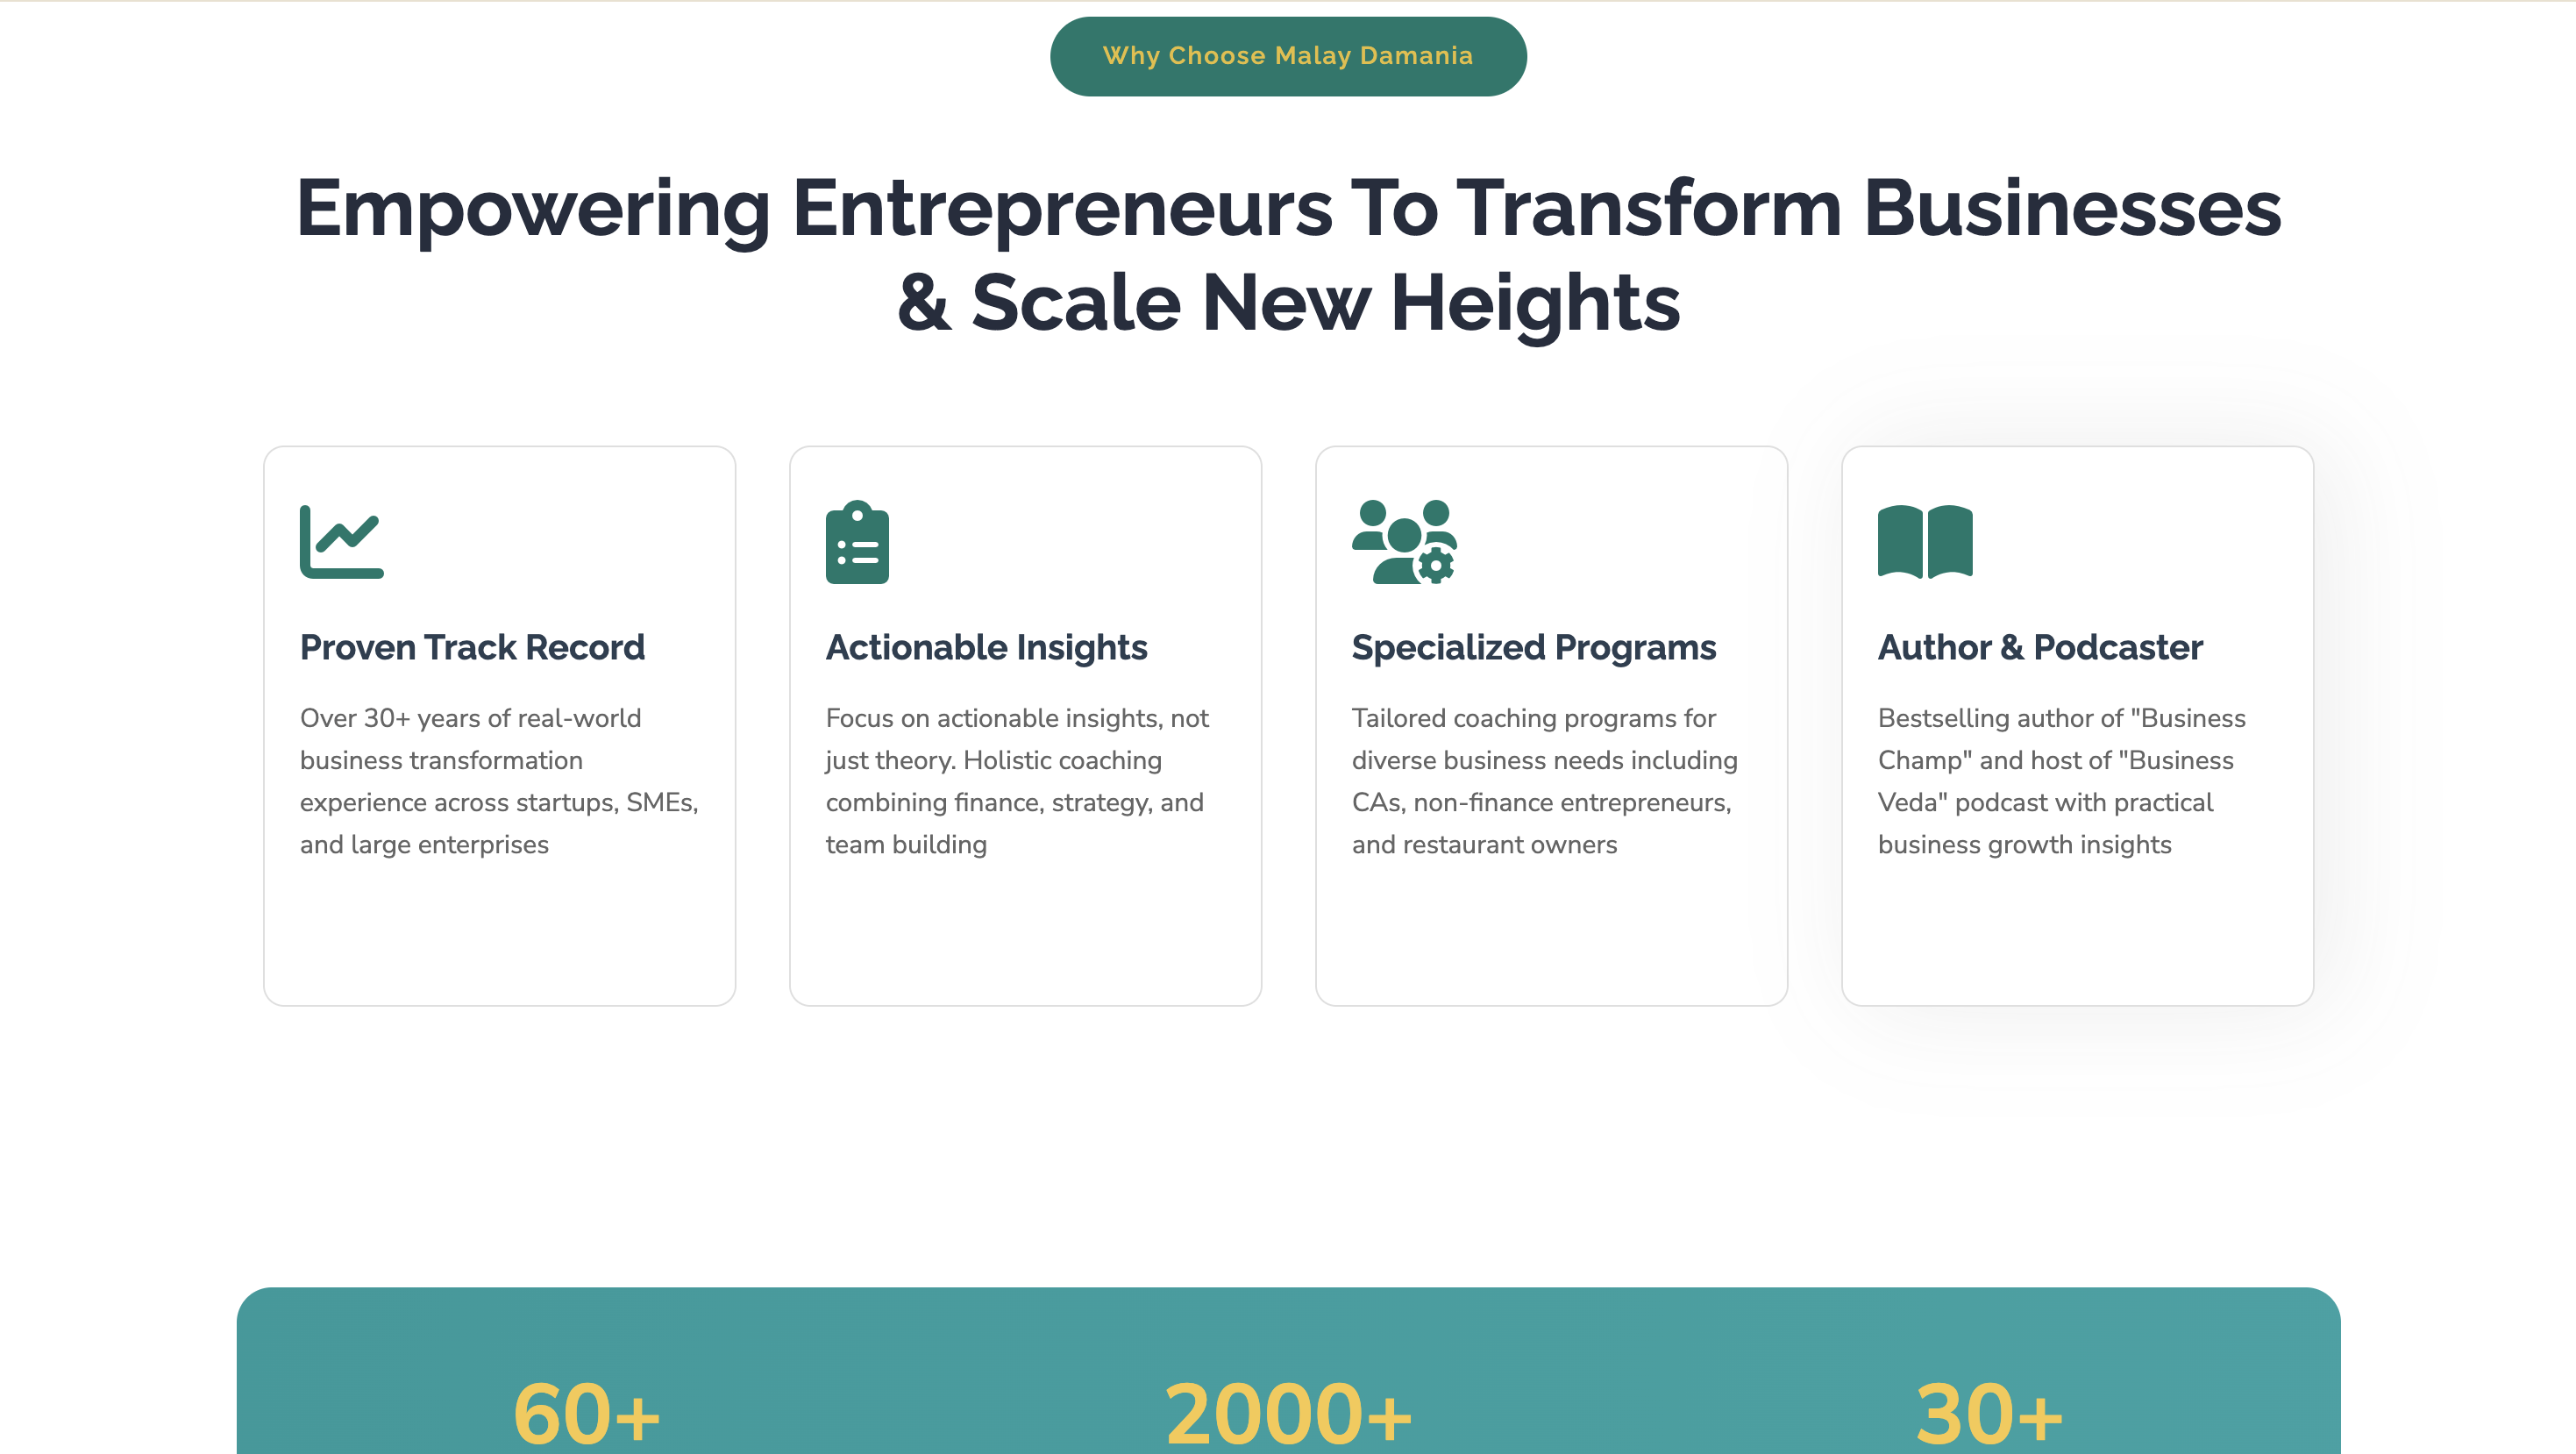 Why Choose Malay Damania
Empowering Entrepreneurs To Transform Businesses
& Scale New Heights
Proven Track Record
Over 30+ years of real-world
business transformation
experience across startups, SMEs,
and large enterprises
Actionable Insights
Focus on actionable insights, not
just theory. Holistic coaching
combining finance, strategy, and
team building
Specialized Programs
Tailored coaching programs for
diverse business needs including
CAs, non-finance entrepreneurs,
and restaurant owners
Author & Podcaster
Bestselling author of "Business
Champ" and host of "Business
Veda" podcast with practical
business growth insights
60+
2000+
30+